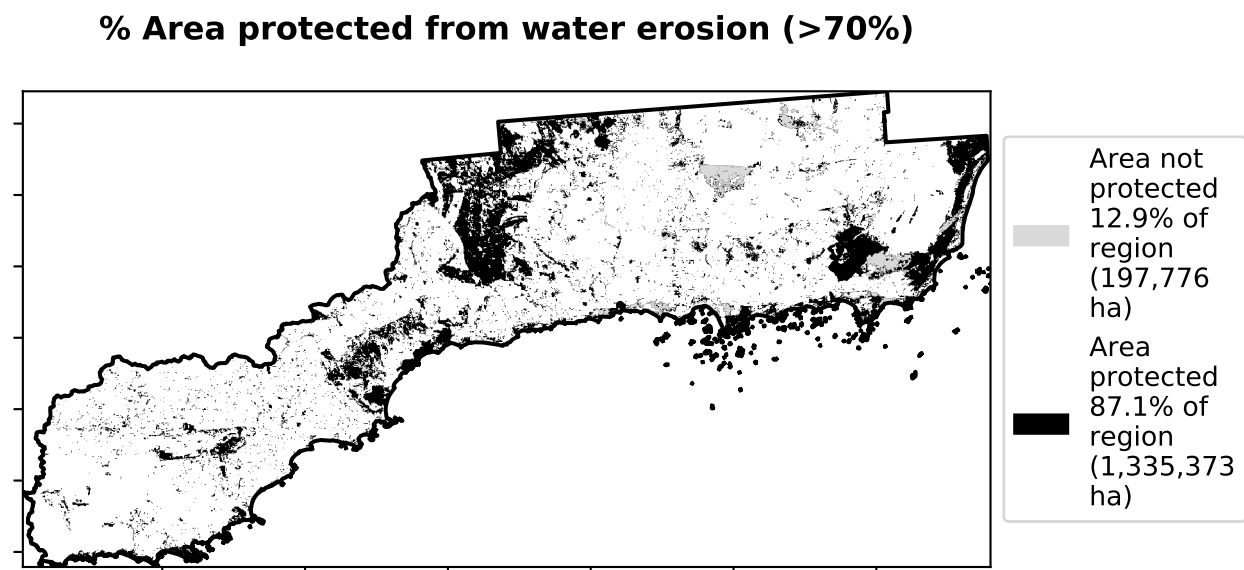 % Area protected from water erosion (>70%)
Area not
protected
12.9% of
region
(197,776
ha)
Area
protected
87.1% of
region
(1,335,373
ha)